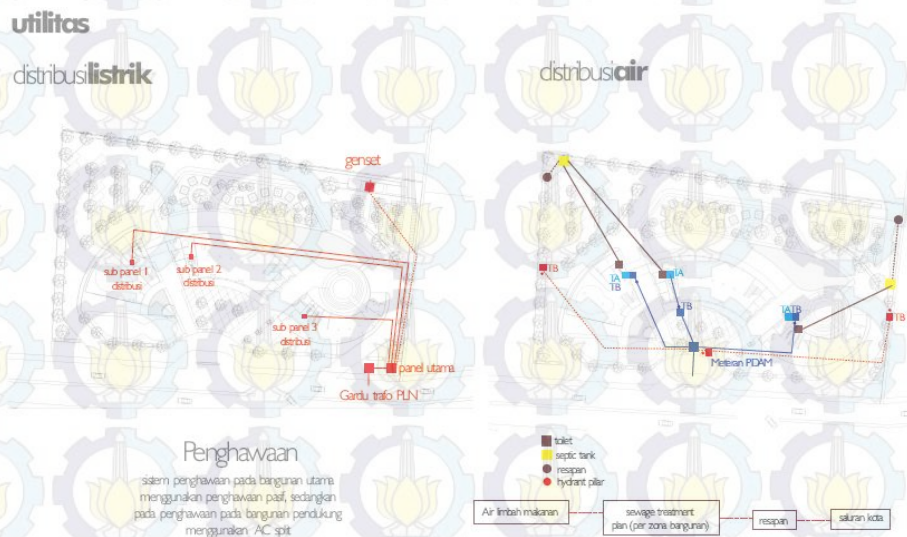 utilitas
distribusilistrik
genset
sub panel 1
distribusi
sub panel 2
distribusi
sub panel 3
distribusi
panel utama
Gardu trafo PLN
Penghawaan
sistem penghawaan pada bangunan utama
menggunakan penghawaan pasif, sedangkan
pada penghawaan pada bangunan pendukung
menggunakan AC split
distribusiair
TB
TA
TB
TA
TB
TATB
TB
Meteran PDAM
toilet
septic tank
resapan
hydrant pilar
Air limbah makanan
sewage treatment
plan (per zona bangunan)
resapan
saluran kota